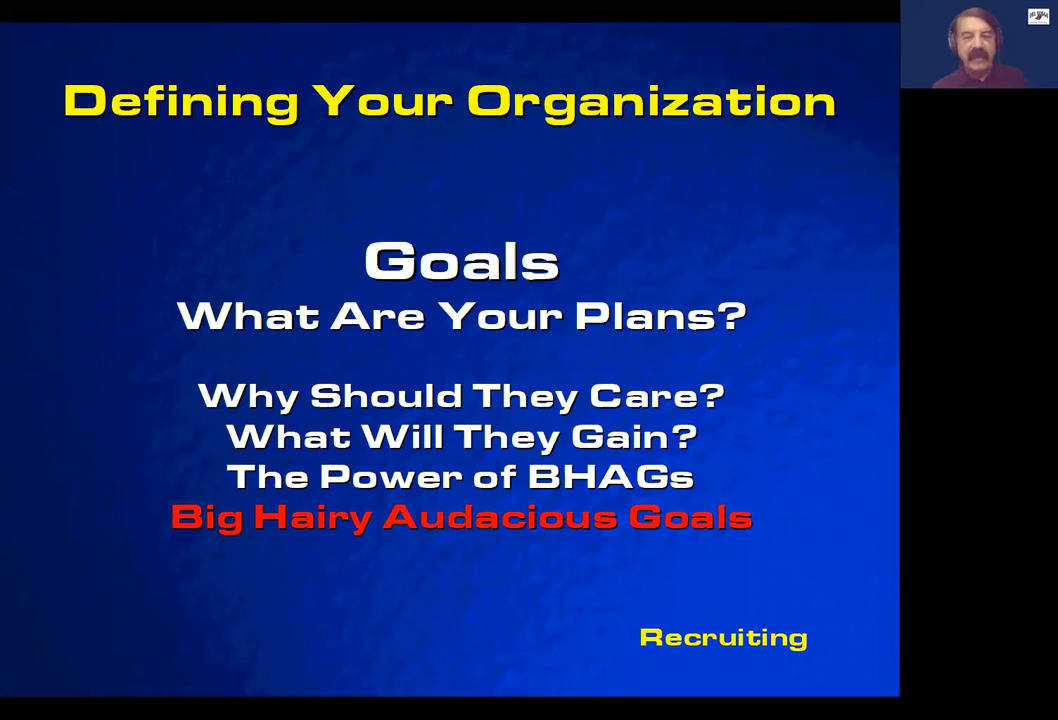 Defining Your Organization
Goals
What Are Your Plans?
Why Should They Care?
What Will They Gain?
The Power of BHAGs
Big Hairy Audacious Goals
Recruiting